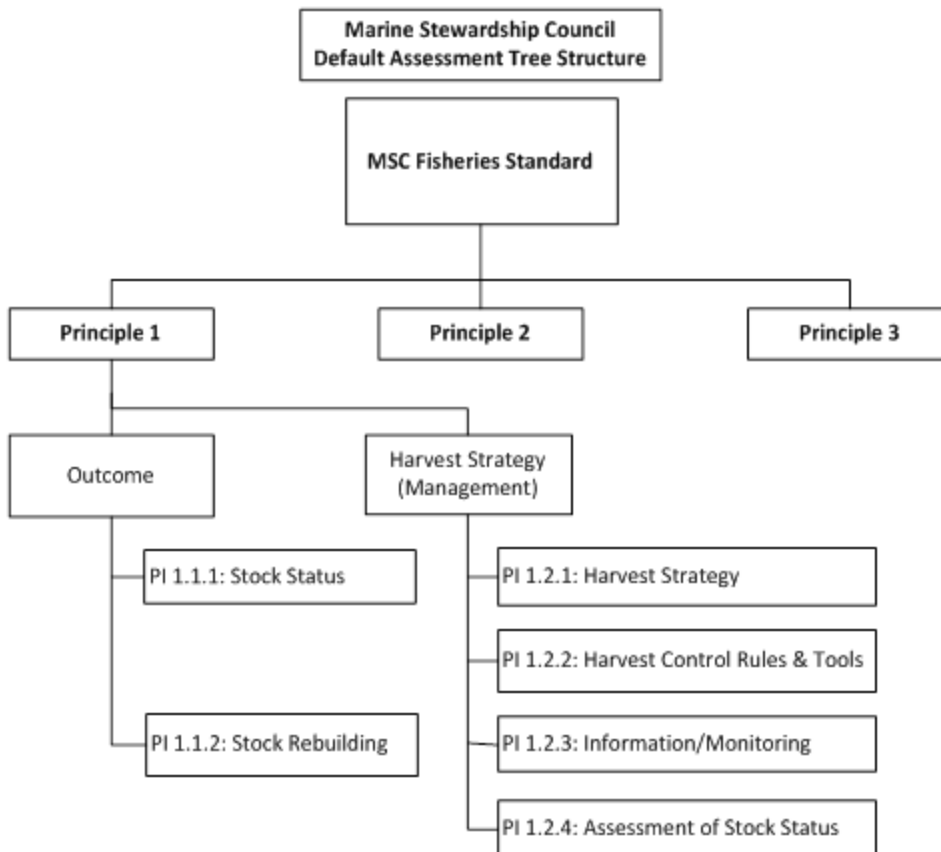 Marine Stewardship Council
Default Assessment Tree Structure
MSC Fisheries Standard
Principle 1
Principle 2
Principle 3
Outcome
Harvest Strategy
(Management)
PI 1.1.1: Stock Status
PI 1.1.2: Stock Rebuilding
PI 1.2.1: Harvest Strategy
PI 1.2.2: Harvest Control Rules & Tools
PI 1.2.3: Information/Monitoring
PI 1.2.4: Assessment of Stock Status